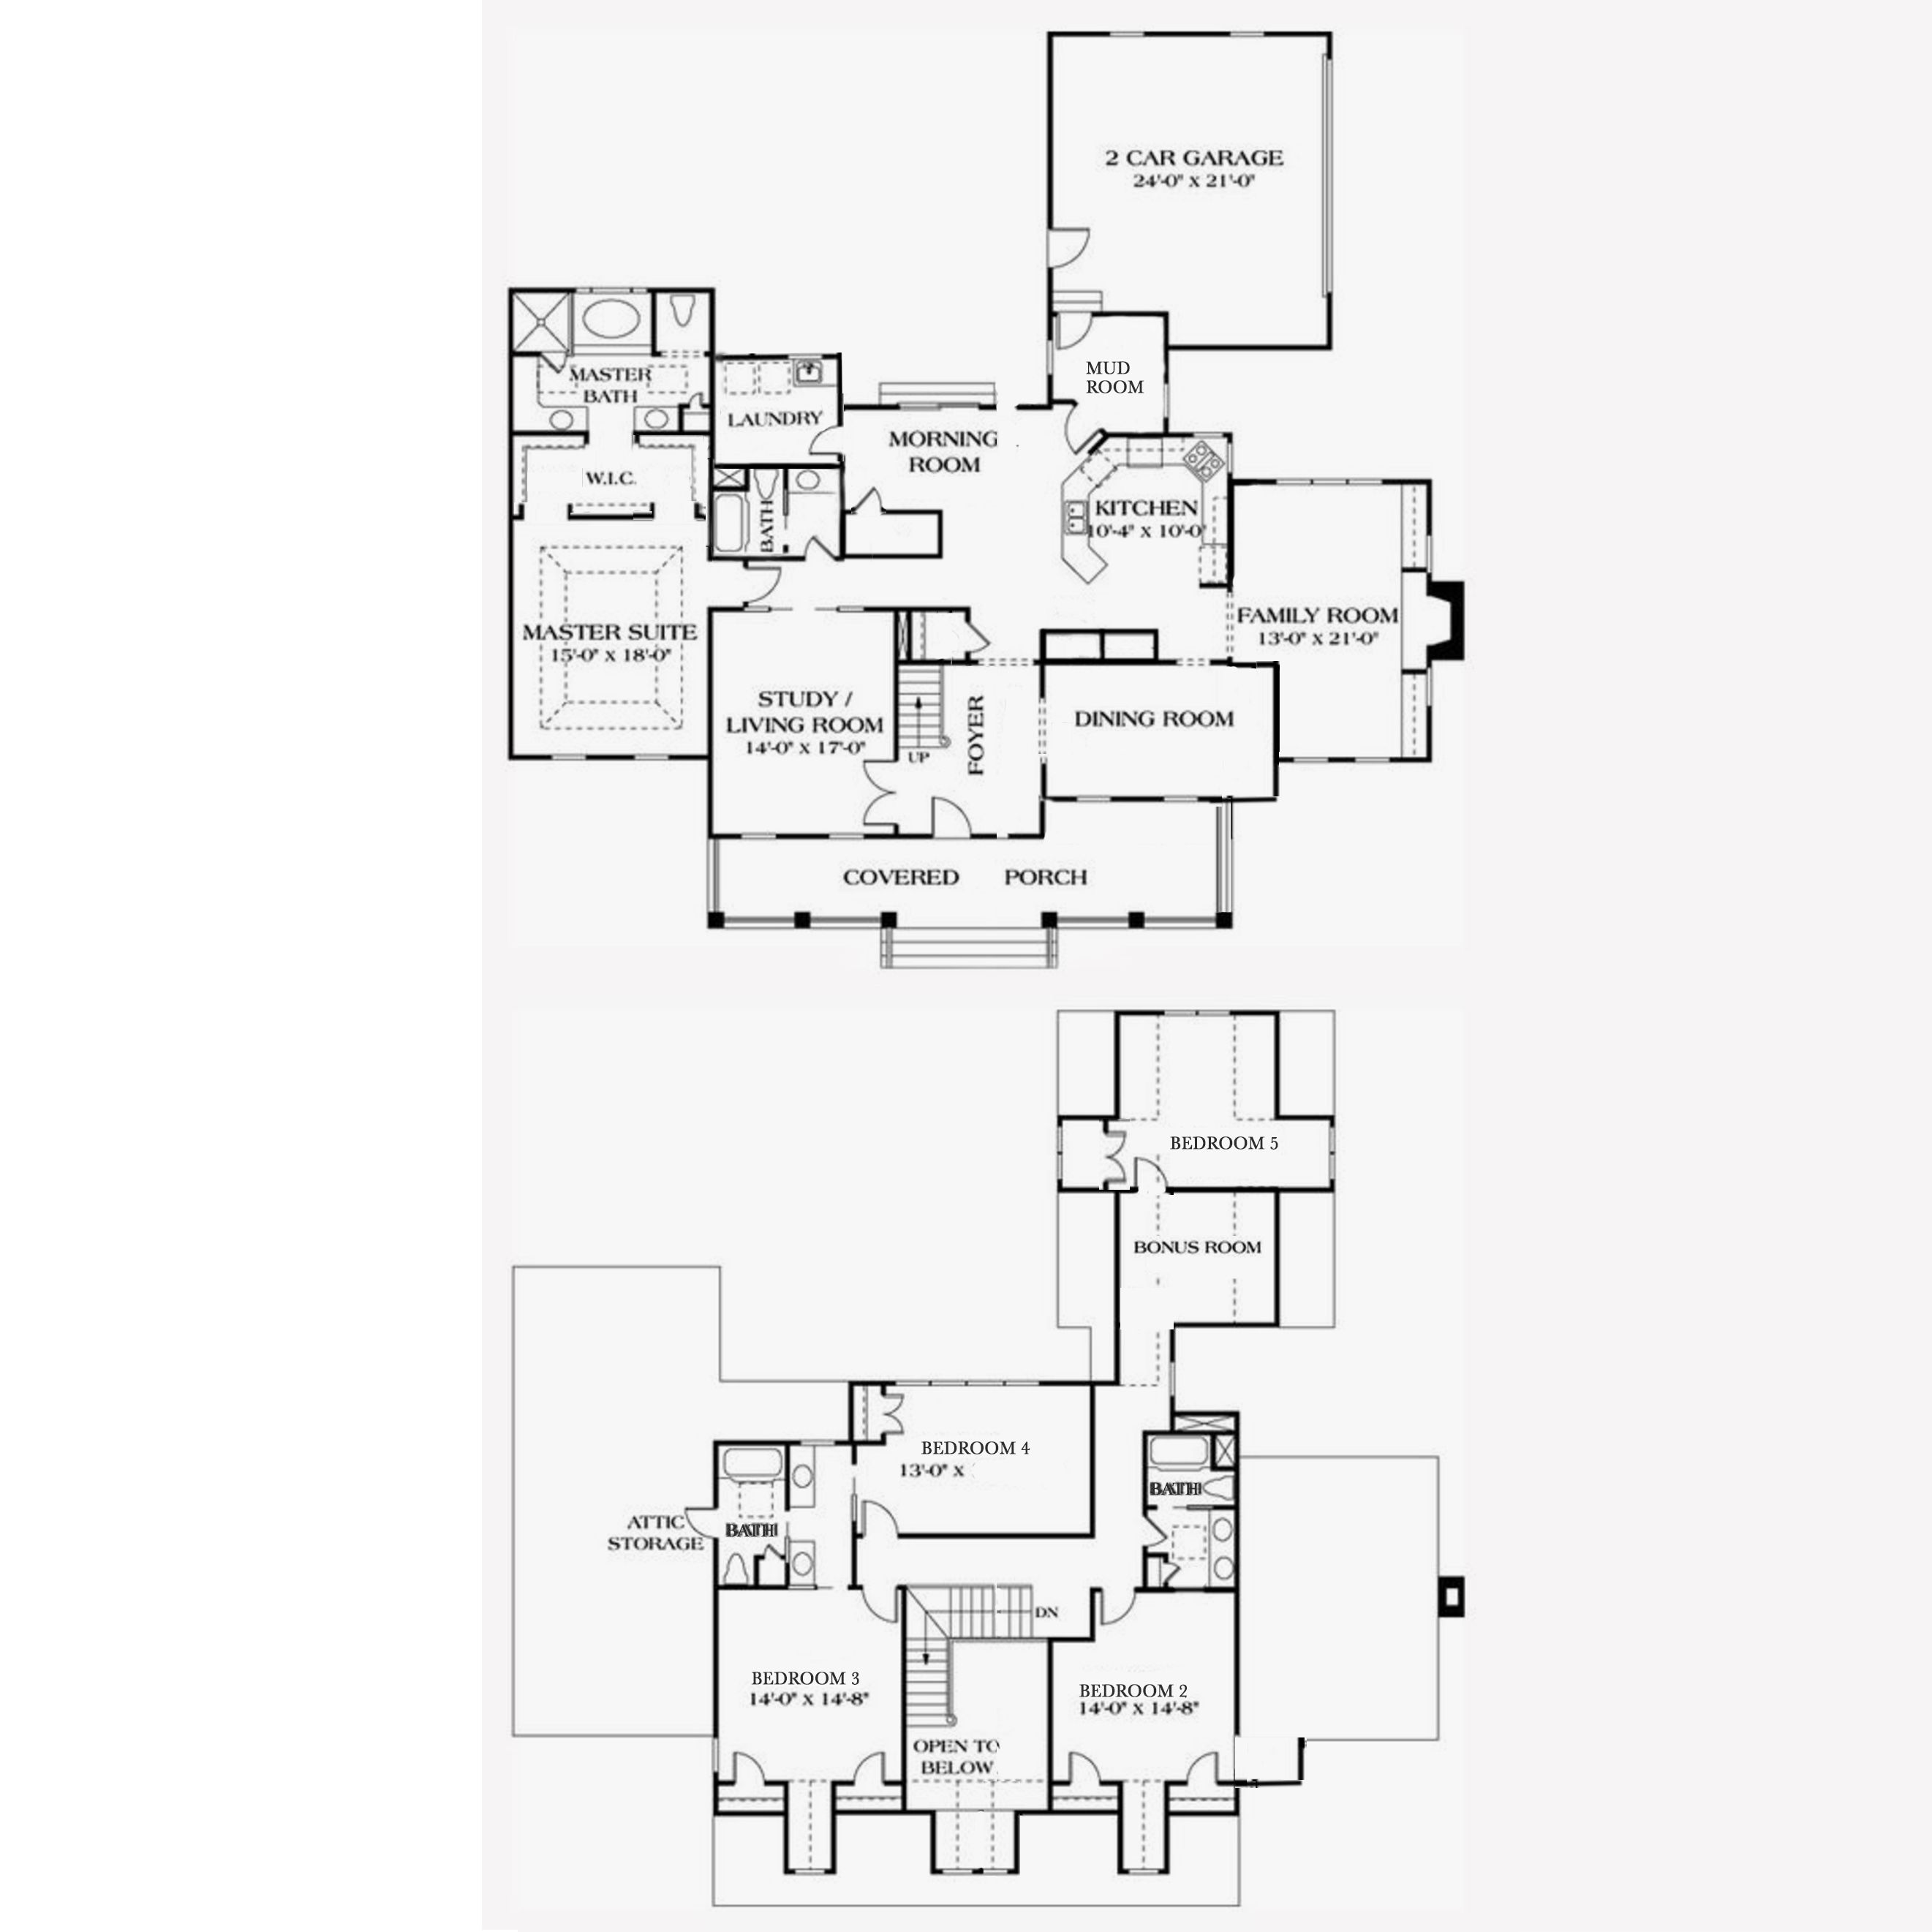 2 CAR GARAGE
24'-0" X 21'-0"
MUD
ROOM
MASTER
BATH
LAUNDRY
MORNING
ROOM
W.I.C.
BATH
KITCHEN
10'-4" X 10'-0"
FAMILY ROOM
13'-0" X 21'-0"
MASTER SUITE
15'-0" X 18'-0"
STUDY /
LIVING ROOM
14'-0" X 17'-0"
UP
FOYER
DINING ROOM
COVERED PORCH
BEDROOM 5
BONUS ROOM
BEDROOM 4
13'-0" X
BATH
ATTIC
STORAGE
BATH
DN
BEDROOM 3
14'-0" X 14'-8"
BEDROOM 2
14'-0" X 14'-8"
OPEN TO
BELOW